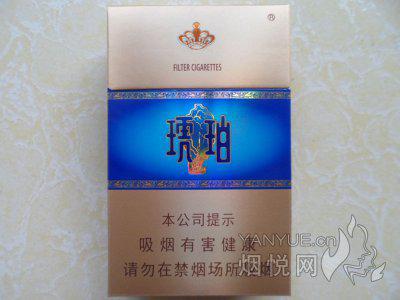 ®
FILTER CIGARETTES
琥珀
本公司提示
吸烟有害健康
请勿在禁烟场所吸烟
YANYUE.cn
烟悦网